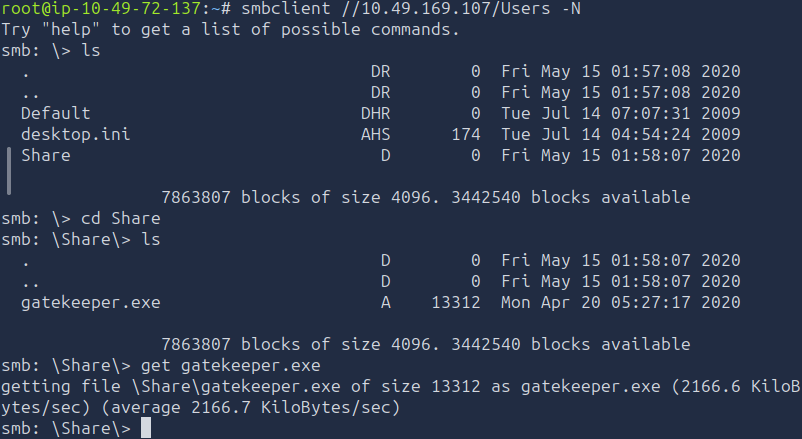 root@ip-10-49-72-137:~# smbclient //10.49.169.107/Users -N
Try "help" to get a list of possible commands.
smb: \> ls
  .                                  DR        0  Fri May 15 01:57:08 2020
  ..                                 DR        0  Fri May 15 01:57:08 2020
  Default                           DHR        0  Tue Jul 14 07:07:31 2009
  desktop.ini                       AHS      174  Tue Jul 14 04:54:24 2009
  Share                               D        0  Fri May 15 01:58:07 2020
                7863807 blocks of size 4096. 3442540 blocks available
smb: \> cd Share
smb: \Share\> ls
  .                                   D        0  Fri May 15 01:58:07 2020
  ..                                  D        0  Fri May 15 01:58:07 2020
  gatekeeper.exe                      A    13312  Mon Apr 20 05:27:17 2020
                7863807 blocks of size 4096. 3442540 blocks available
smb: \Share\> get gatekeeper.exe
getting file \Share\gatekeeper.exe of size 13312 as gatekeeper.exe (2166.6 KiloB
ytes/sec) (average 2166.7 KiloBytes/sec)
smb: \Share\>